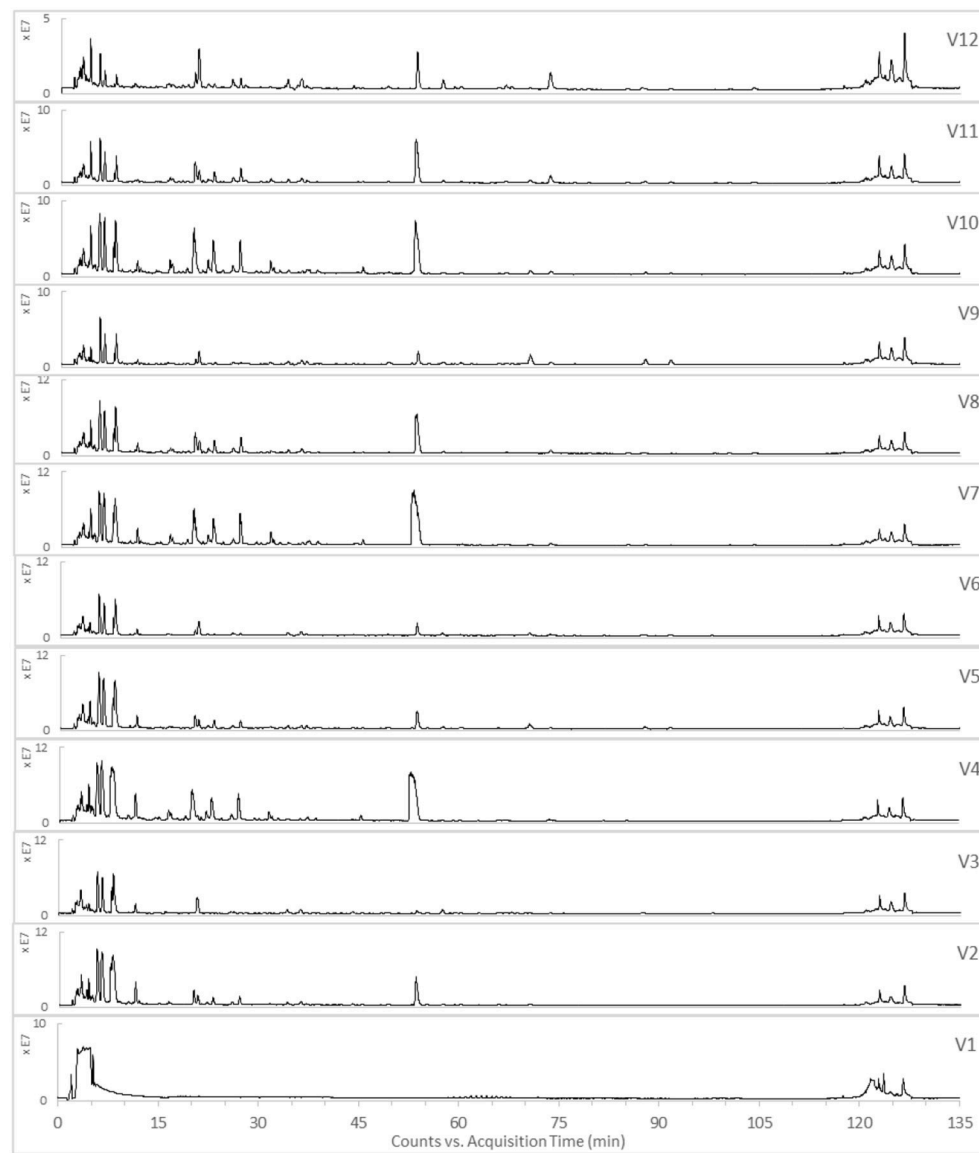 5
x E7
0
V12
10
x E7
0
V11
10
x E7
0
V10
10
x E7
0
V9
12
x E7
0
V8
12
x E7
0
V7
12
x E7
0
V6
12
x E7
0
V5
12
x E7
0
V4
12
x E7
0
V3
12
x E7
0
V2
10
x E7
0
V1
0 15 30 45 60 75 90 105 120 135
Counts vs. Acquisition Time (min)